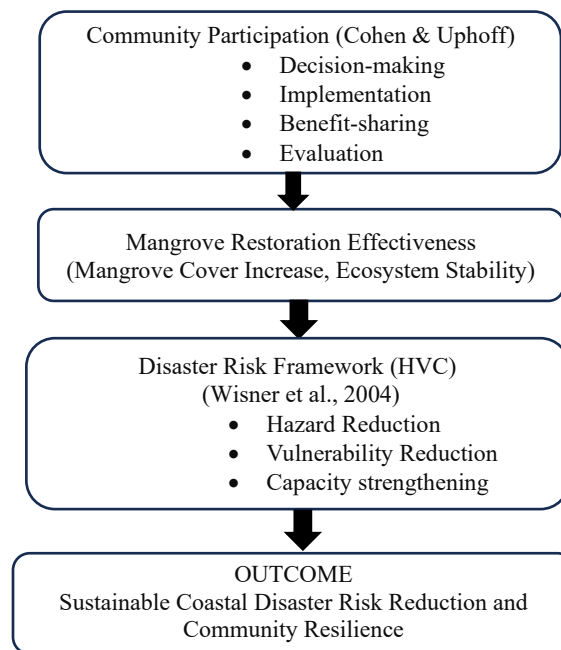 Community Participation (Cohen & Uphoff)
• Decision-making
• Implementation
• Benefit-sharing
• Evaluation
Mangrove Restoration Effectiveness
(Mangrove Cover Increase, Ecosystem Stability)
Disaster Risk Framework (HVC)
(Wisner et al., 2004)
• Hazard Reduction
• Vulnerability Reduction
• Capacity strengthening
OUTCOME
Sustainable Coastal Disaster Risk Reduction and
Community Resilience